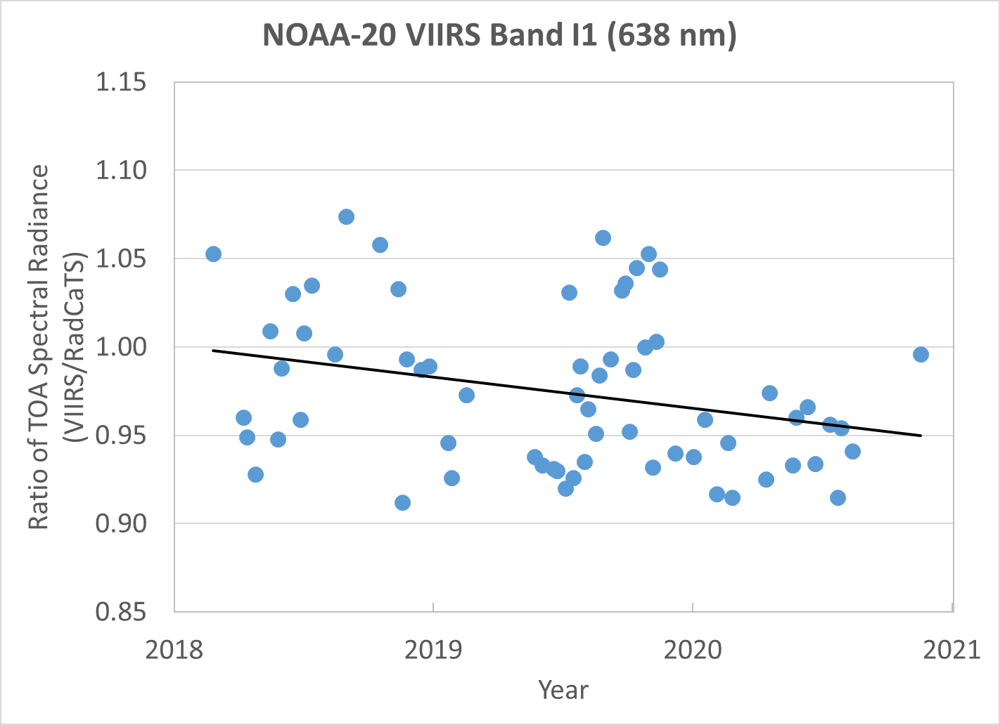 NOAA-20 VIIRS Band I1 (638 nm)
Ratio of TOA Spectral Radiance
(VIIRS/RadCaTS)
1.15
1.10
1.05
1.00
0.95
0.90
0.85
2018 2019 2020 2021
Year